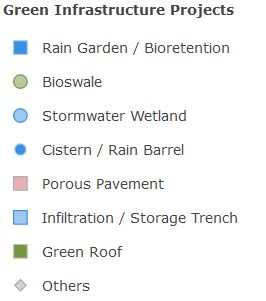 Green Infrastructure Projects
Rain Garden / Bioretention
Bioswale
Stormwater Wetland
Cistern / Rain Barrel
Porous Pavement
Infiltration / Storage Trench
Green Roof
Others